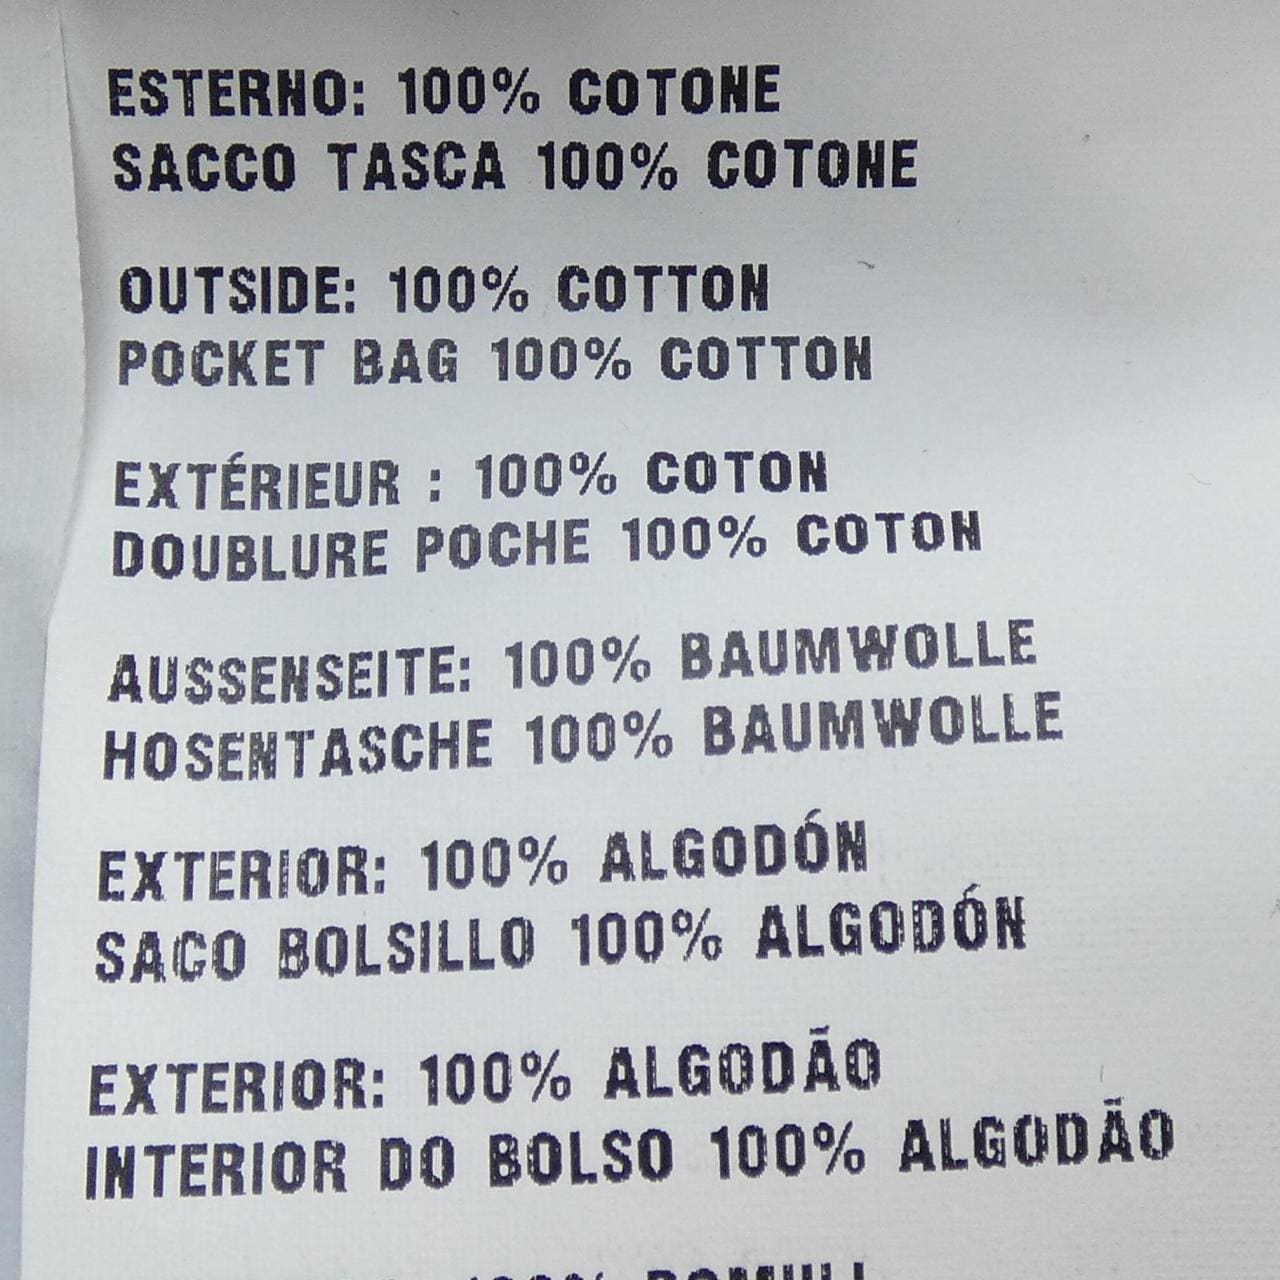 ESTERNO: 100% COTONE
SACCO TASCA 100% COTONE
OUTSIDE: 100% COTTON
POCKET BAG 100% COTTON
EXTÉRIEUR : 100% COTON
DOUBLURE POCHE 100% COTON
AUSSENSEITE: 100% BAUMWOLLE
HOSENTASCHE 100% BAUMWOLLE
EXTERIOR: 100% ALGODÓN
SACO BOLSILLO 100% ALGODÓN
EXTERIOR: 100% ALGODÃO
INTERIOR DO BOLSO 100% ALGODÃO
100%